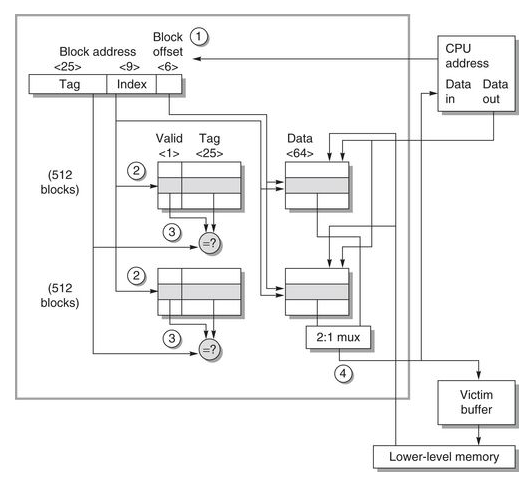 Block address
Block
offset
①
<25>
<9>
<6>
Tag
Index
CPU
address
Data
in
Data
out
Valid
<1>
Tag
<25>
Data
<64>
(512
blocks)
②
③
=?
(512
blocks)
②
③
=?
2:1 mux
④
Victim
buffer
Lower-level memory